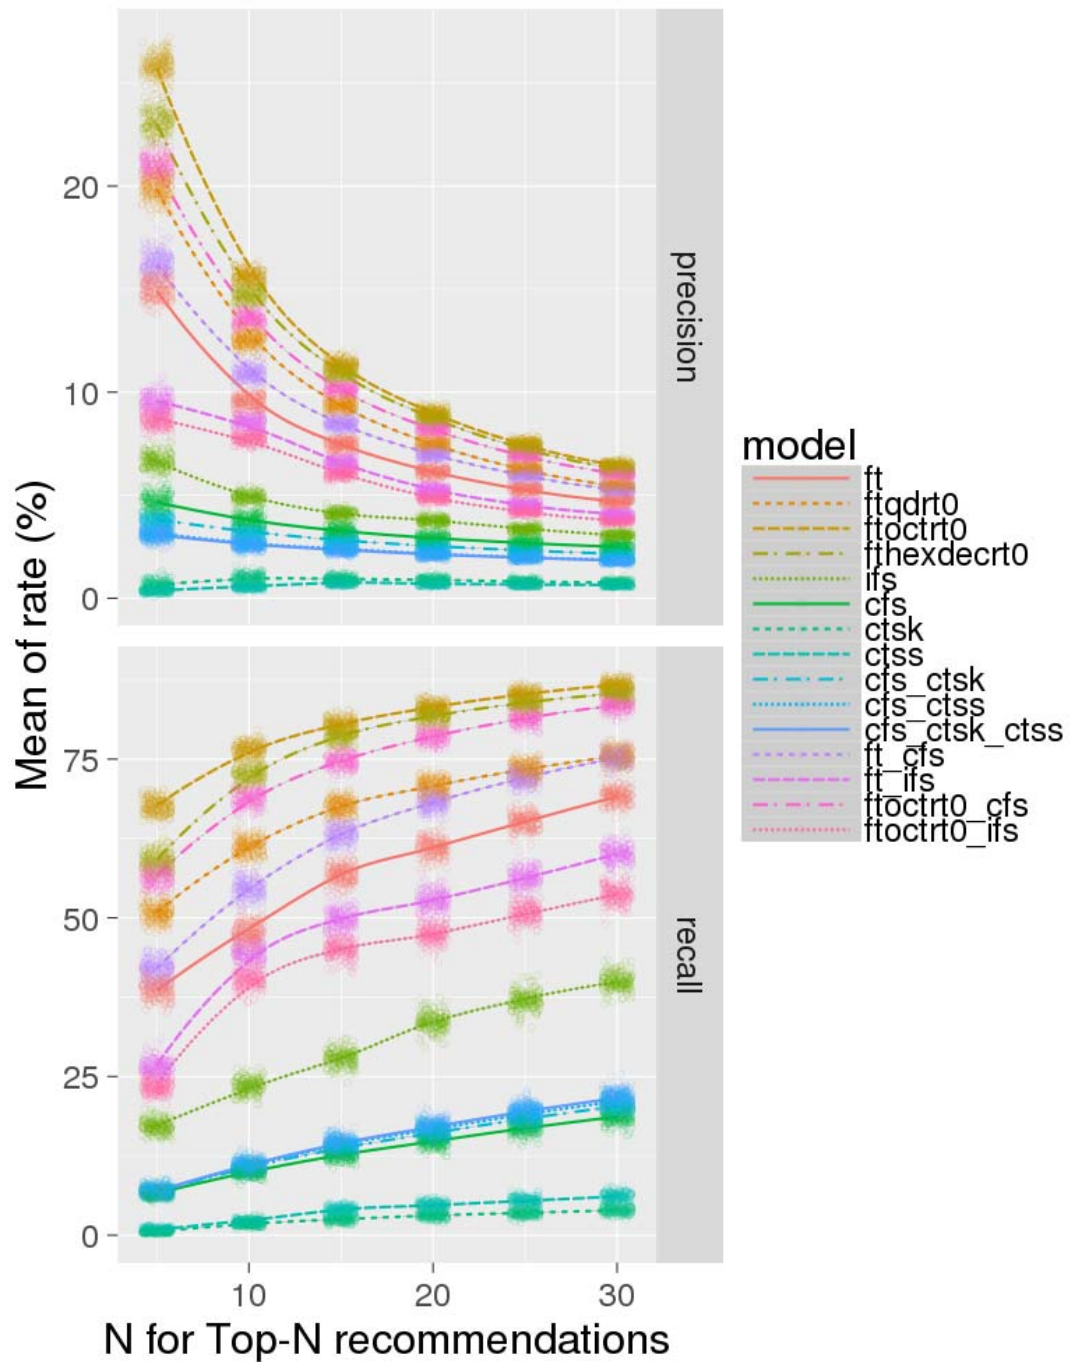 Mean of rate (%)
20
10
0
precision
75
50
25
0
recall
10 20 30
N for Top-N recommendations
model
ft
ftqdrt0
ftoctrt0
fthexdecrt0
ifs
cfs
ctsk
ctss
cfs_ctsk
cfs_ctss
cfs_ctsk_ctss
ft_cfs
ft_ifs
ftoctrt0_cfs
ftoctrt0_ifs